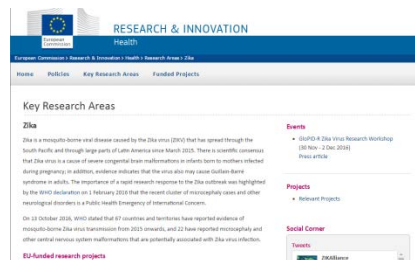 European
Commission
RESEARCH & INNOVATION
Health
European Commission > Research & Innovation > Health > Research Areas > Zika
Home Policies Key Research Areas Funded Projects
Key Research Areas
Zika
Zika is a mosquito-borne viral disease caused by the Zika virus (ZIKV) that has spread through the
South Pacific and through large parts of Latin America since March 2015. There is scientific consensus
that Zika virus is a cause of severe congenital brain malformations in infants born to mothers infected
during pregnancy; in addition, evidence indicates that the virus also may cause Guillain-Barré
syndrome in adults. The importance of a rapid response to the Zika outbreak was highlighted
by the WHO declaration on 1 February 2016 that the recent cluster of microcephaly cases and other
neurological disorders is a Public Health Emergency of International Concern.
On 13 October 2016, WHO stated that 67 countries and territories have reported evidence of
mosquito-borne Zika virus transmission from 2015 onwards, and 22 have reported microcephaly and
other central nervous system malformations that are potentially associated with Zika virus infection.
EU-funded research projects
Events
GloPID-R Zika Virus Research Workshop
(30 Nov - 2 Dec 2016)
Press article
Projects
Relevant Projects
Social Corner
Tweets
ZIKAlliance